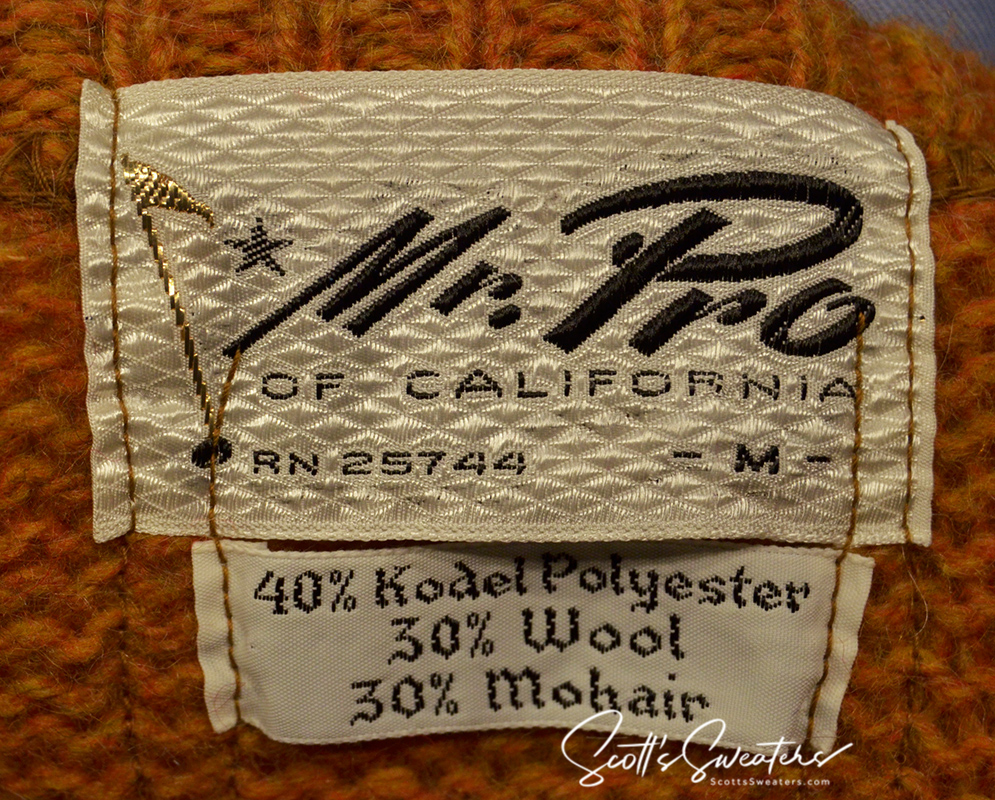 Mr. Pro
OF CALIFORNIA
RN 25744 - M -
40% Kodel Polyester
30% Wool
30% Mohair
Scott's Sweaters
ScottsSweaters.com